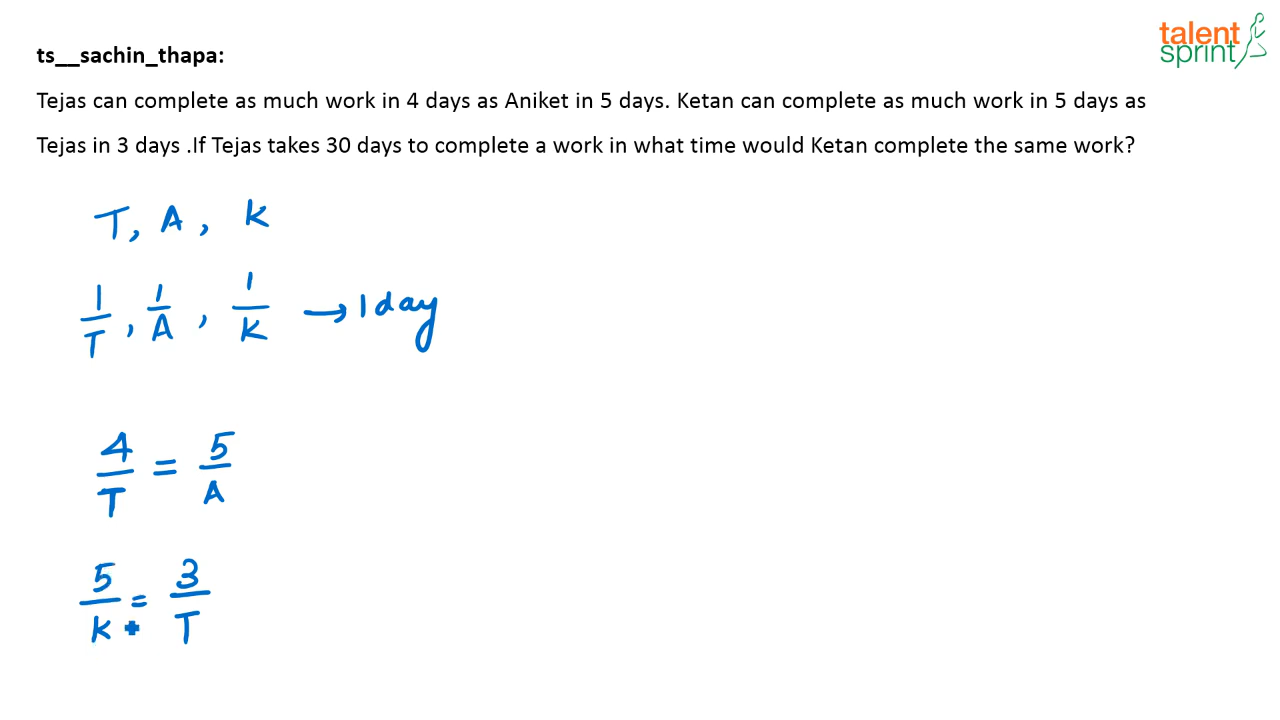 talent
sprint
ts__sachin_thapa:
Tejas can complete as much work in 4 days as Aniket in 5 days. Ketan can complete as much work in 5 days as
Tejas in 3 days .If Tejas takes 30 days to complete a work in what time would Ketan complete the same work?
T, A, K
1/T, 1/A, 1/K → 1 day
4/T = 5/A
5/K = 3/T